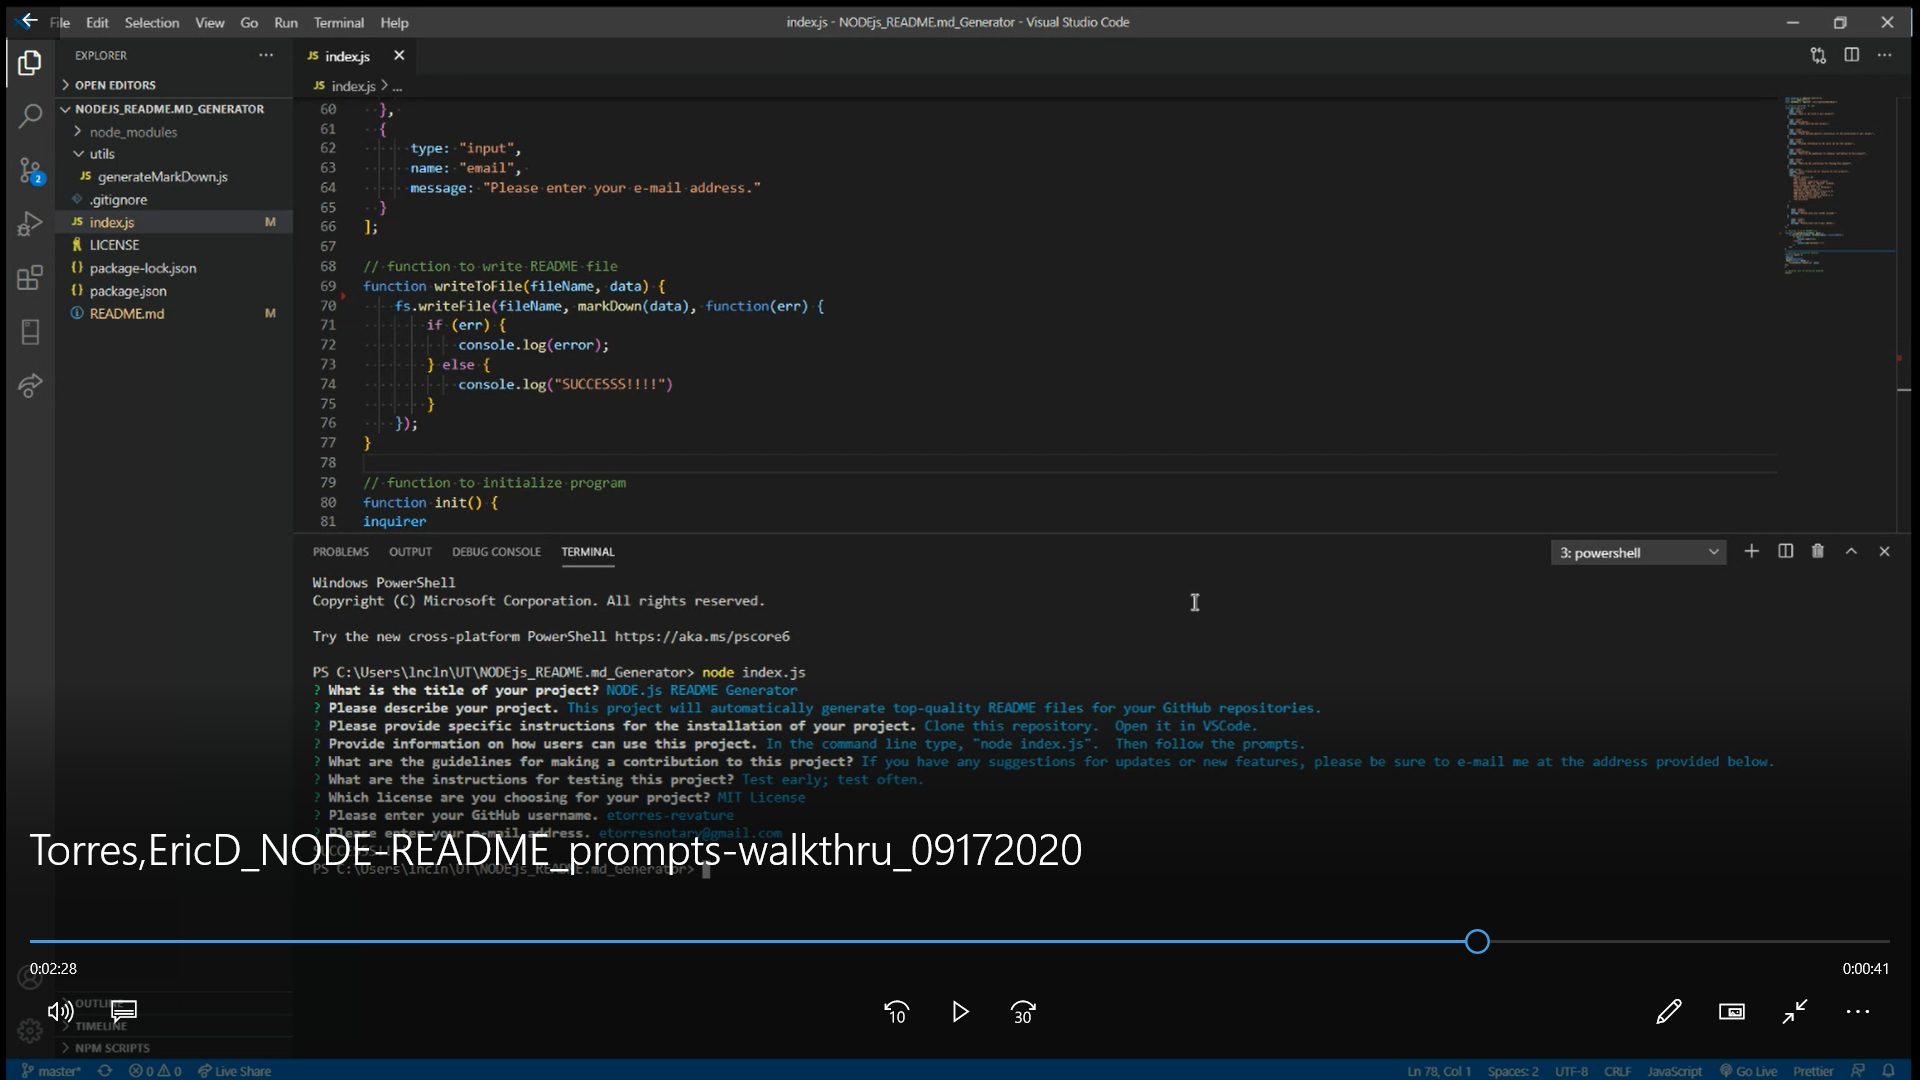 File Edit Selection View Go Run Terminal Help
index.js - NODEjs_README.md_Generator - Visual Studio Code
EXPLORER
OPEN EDITORS
NODEJS_README.MD_GENERATOR
node_modules
utils
JS generateMarkDown.js
.gitignore
JS index.js M
LICENSE
{} package-lock.json
{} package.json
README.md M
2
JS index.js
JS index.js > ...
60 },
61 {
62 type: "input",
63 name: "email",
64 message: "Please enter your e-mail address."
65 }
66 ];
67
68 // function to write README file
69 function writeToFile(fileName, data) {
70 fs.writeFile(fileName, markDown(data), function(err) {
71 if (err) {
72 console.log(error);
73 } else {
74 console.log("SUCCESSS!!!!")
75 }
76 });
77 }
78
79 // function to initialize program
80 function init() {
81 inquirer
PROBLEMS OUTPUT DEBUG CONSOLE TERMINAL
3: powershell
Windows PowerShell
Copyright (C) Microsoft Corporation. All rights reserved.
Try the new cross-platform PowerShell https://aka.ms/pscore6
PS C:\Users\lncln\UT\NODEjs_README.md_Generator> node index.js
? What is the title of your project? NODE.js README Generator
? Please describe your project. This project will automatically generate top-quality README files for your GitHub repositories.
? Please provide specific instructions for the installation of your project. Clone this repository. Open it in VSCode.
? Provide information on how users can use this project. In the command line type, "node index.js". Then follow the prompts.
? What are the guidelines for making a contribution to this project? If you have any suggestions for updates or new features, please be sure to e-mail me at the address provided below.
? What are the instructions for testing this project? Test early; test often.
? Which license are you choosing for your project? MIT License
? Please enter your GitHub username. etorres-revature
? Please enter your e-mail address. etorresnotary@gmail.com
Torres,EricD_NODE-README_prompts-walkthru_09172020
PS C:\Users\lncln\UT\NODEjs_README.md_Generator>
0:02:28
0:00:41
10
30
OUTLINE
TIMELINE
NPM SCRIPTS
master* 0 0 Live Share
Ln 78, Col 1 Spaces: 2 UTF-8 CRLF JavaScript Go Live Prettier